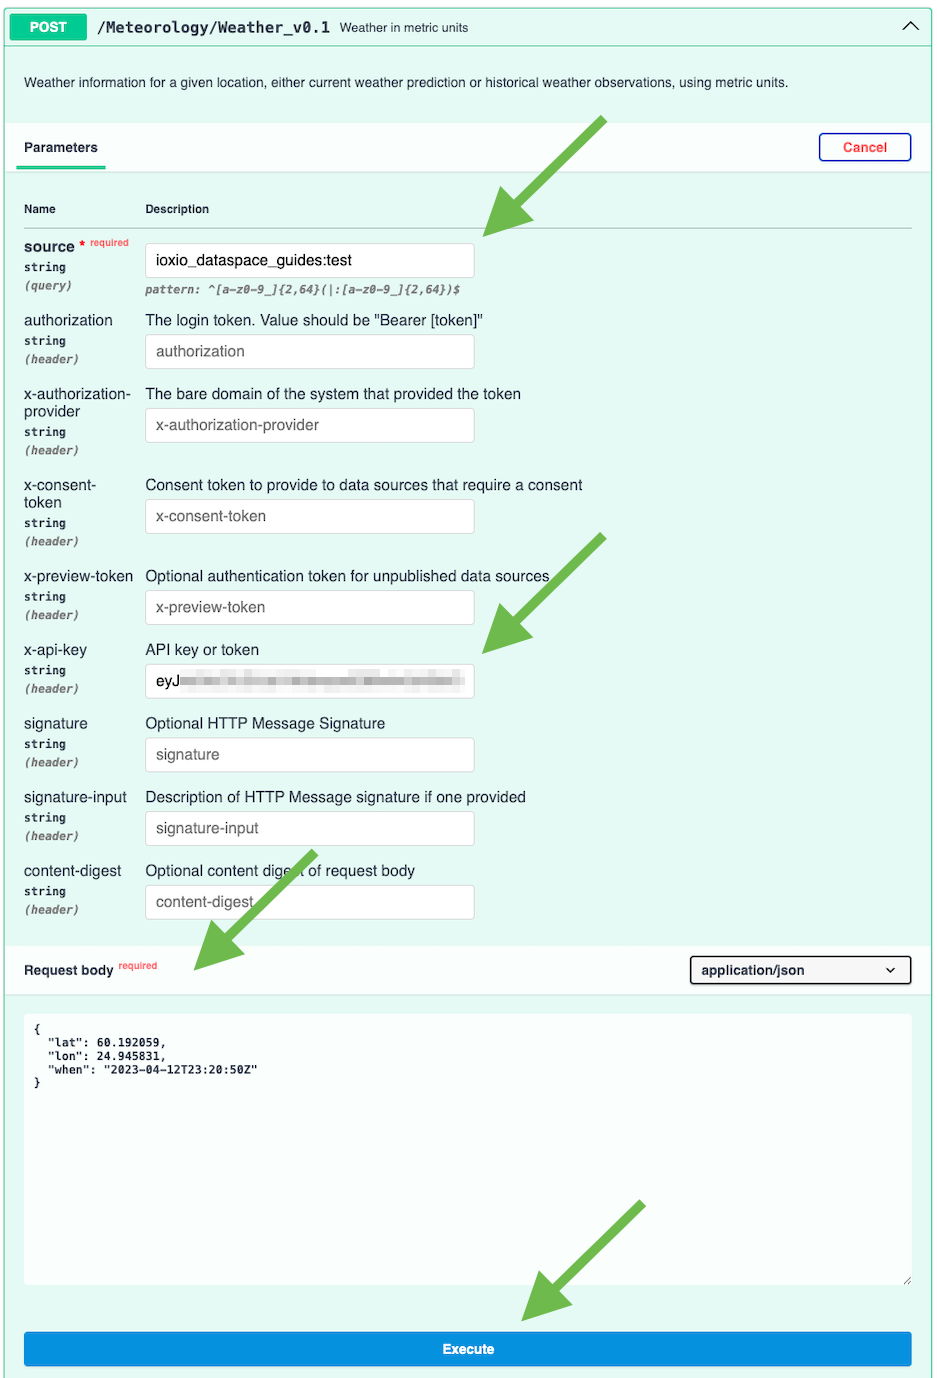 POST /Meteorology/Weather_v0.1 Weather in metric units
Weather information for a given location, either current weather prediction or historical weather observations, using metric units.
Parameters
Cancel
Name Description
source * required
string
(query)
ioxio_dataspace_guides:test
pattern: ^[a-z0-9_]{2,64}(|:[a-z0-9_]{2,64})$
authorization
string
(header)
The login token. Value should be "Bearer [token]"
authorization
x-authorization-
provider
string
(header)
The bare domain of the system that provided the token
x-authorization-provider
x-consent-
token
string
(header)
Consent token to provide to data sources that require a consent
x-consent-token
x-preview-token
string
(header)
Optional authentication token for unpublished data sources
x-preview-token
x-api-key
string
(header)
API key or token
eyJ
signature
string
(header)
Optional HTTP Message Signature
signature
signature-input
string
(header)
Description of HTTP Message signature if one provided
signature-input
content-digest
string
(header)
Optional content digest of request body
content-digest
Request body required
application/json
{
"lat": 60.192059,
"lon": 24.945831,
"when": "2023-04-12T23:20:50Z"
}
Execute